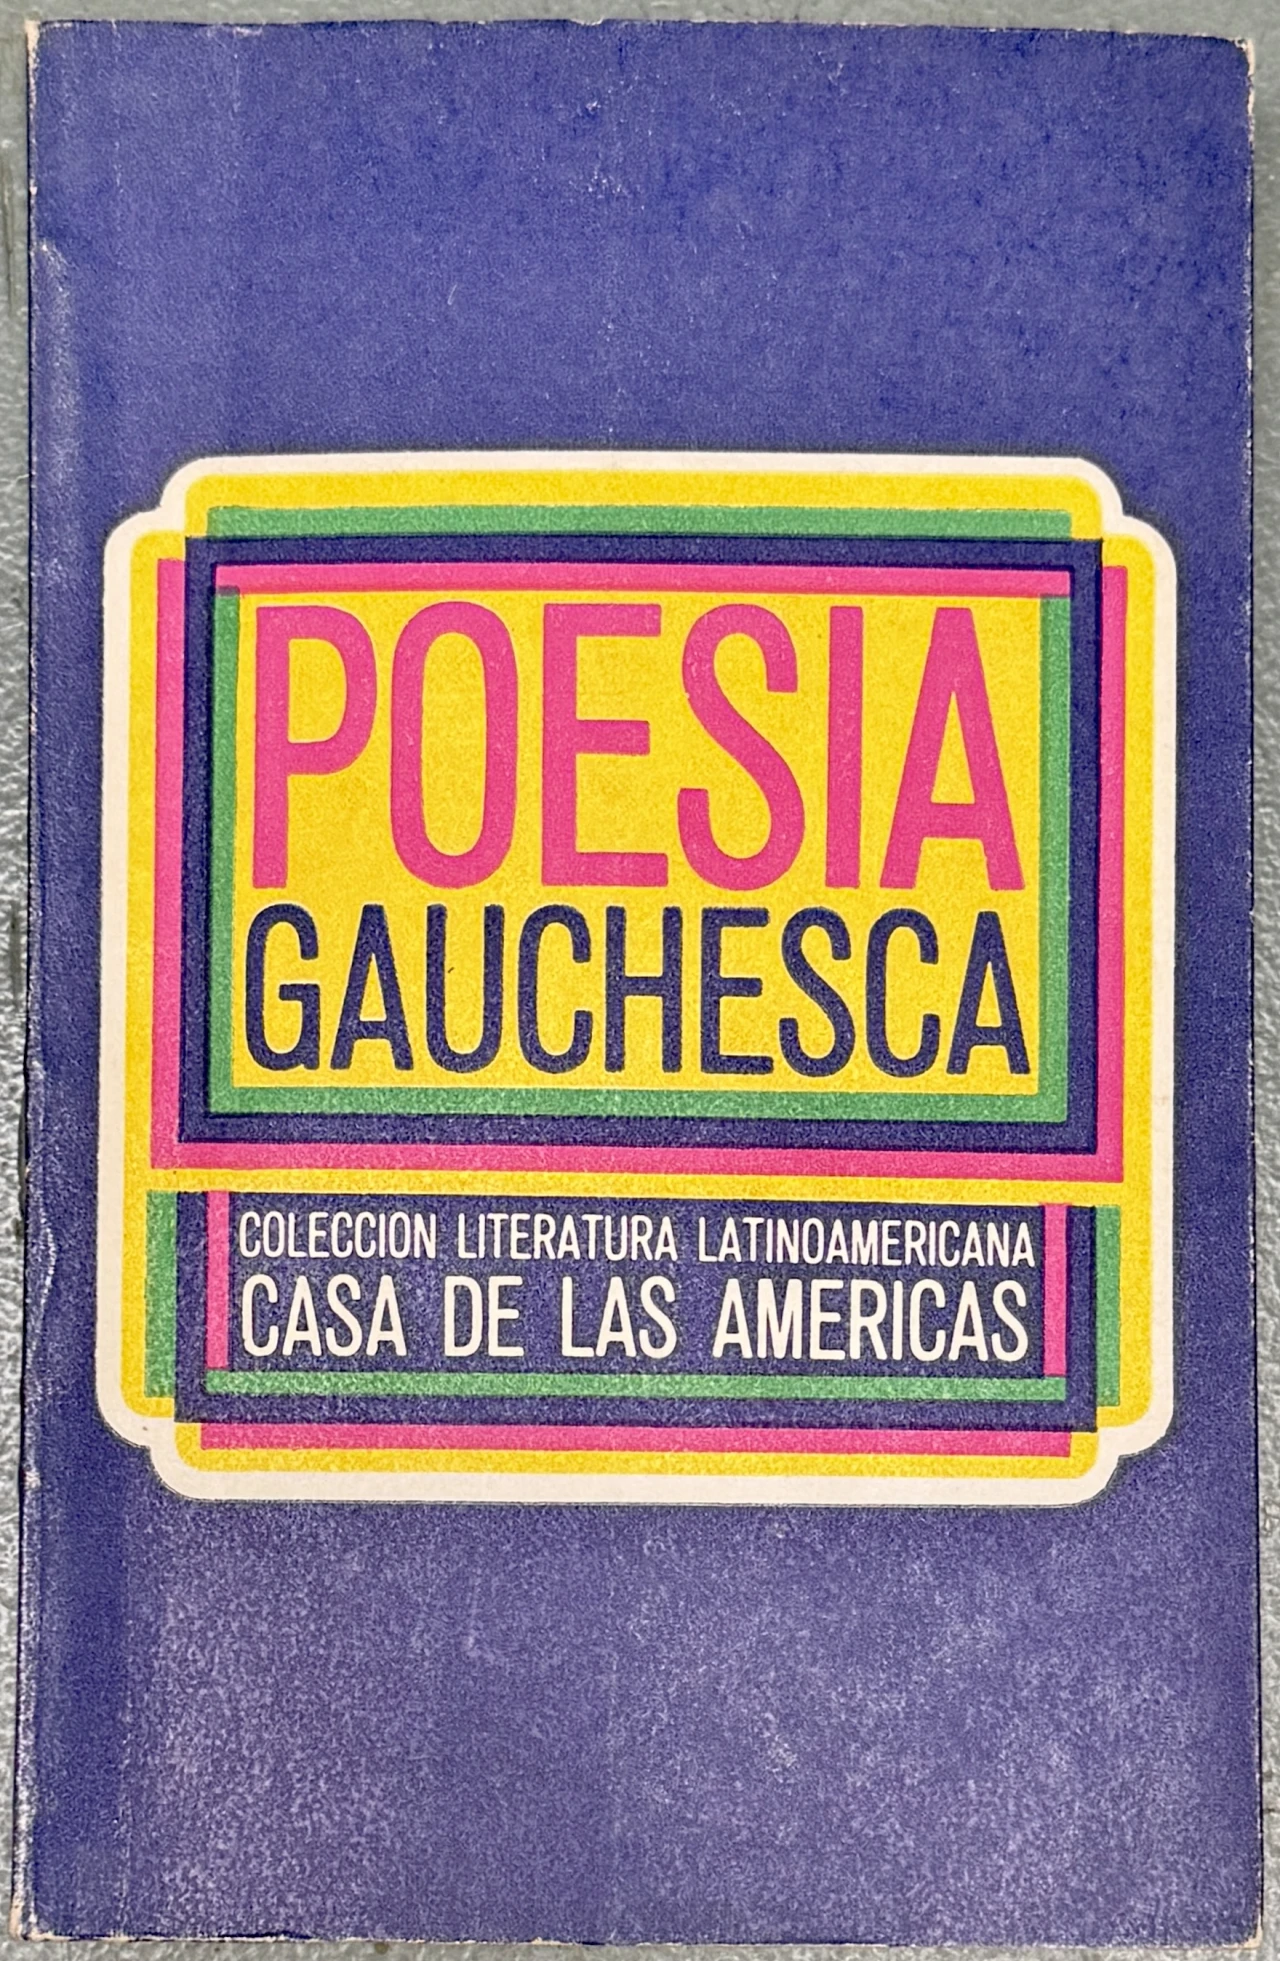 POESIA
GAUCHESCA
COLECCION LITERATURA LATINOAMERICANA
CASA DE LAS AMERICAS